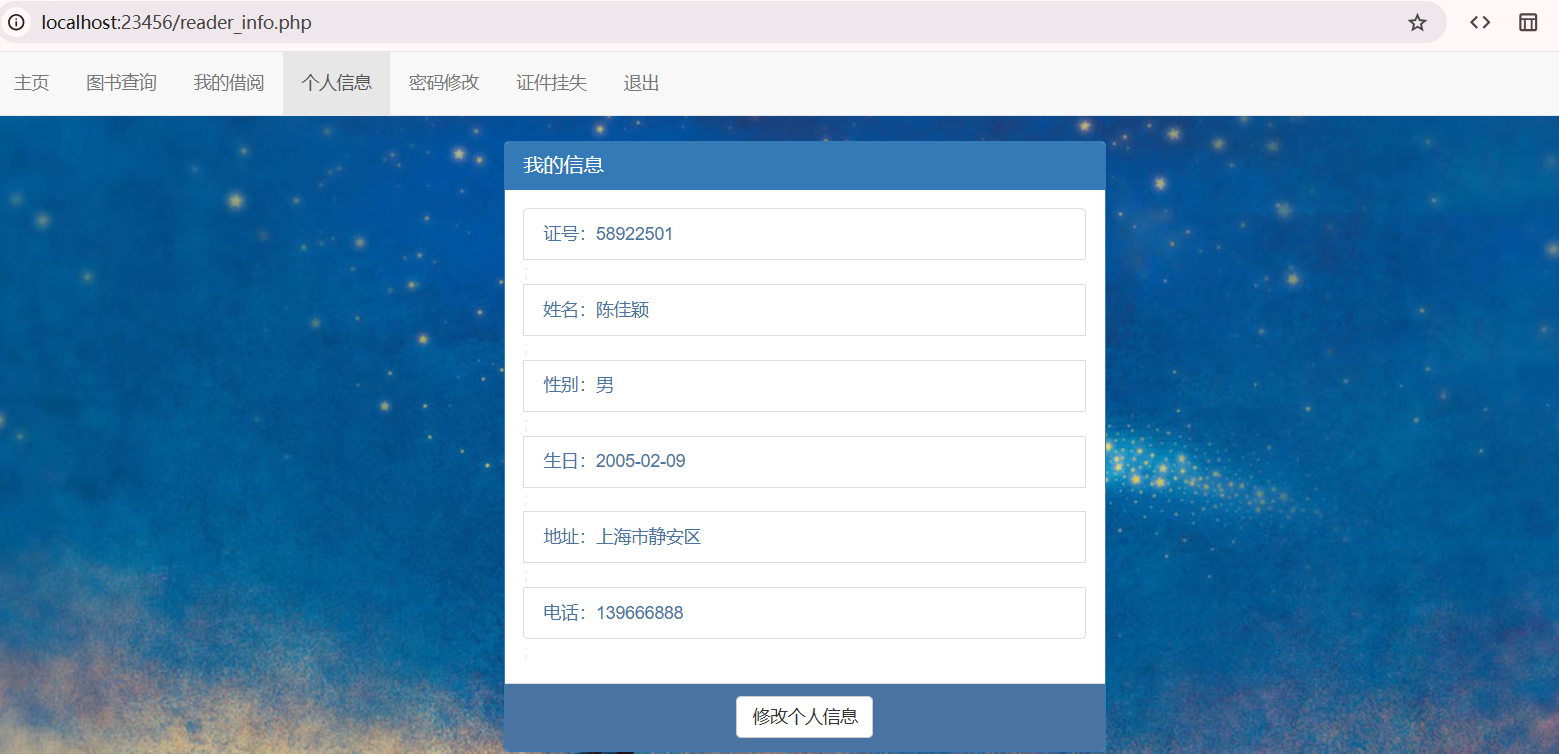 localhost:23456/reader_info.php
主页 图书查询 我的借阅 个人信息 密码修改 证件挂失 退出
我的信息
证号：58922501
;
姓名：陈佳颖
;
性别：男
;
生日：2005-02-09
;
地址：上海市静安区
;
电话：139666888
;
修改个人信息